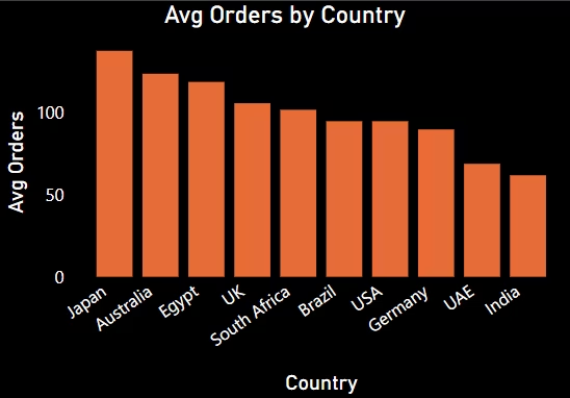 Avg Orders by Country
Avg Orders
100
50
0
Japan
Australia
Egypt
UK
South Africa
Brazil
USA
Germany
UAE
India
Country